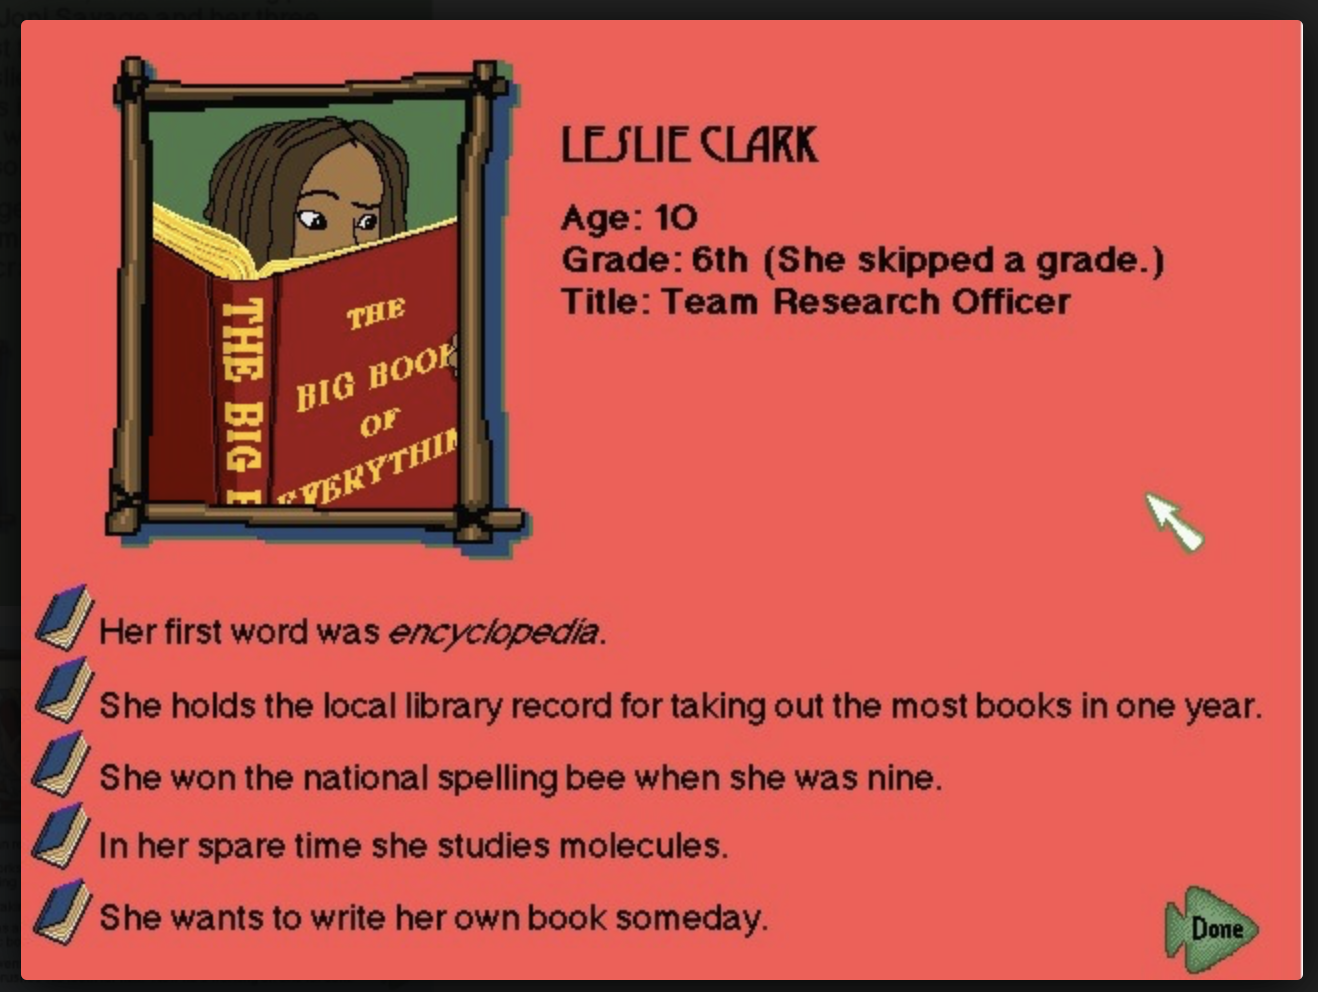 LESLIE CLARK
Age: 10
Grade: 6th (She skipped a grade.)
Title: Team Research Officer
THE
BIG BOOK
OF
EVERYTHIN
THE BIG
Her first word was encyclopedia.
She holds the local library record for taking out the most books in one year.
She won the national spelling bee when she was nine.
In her spare time she studies molecules.
She wants to write her own book someday.
Done